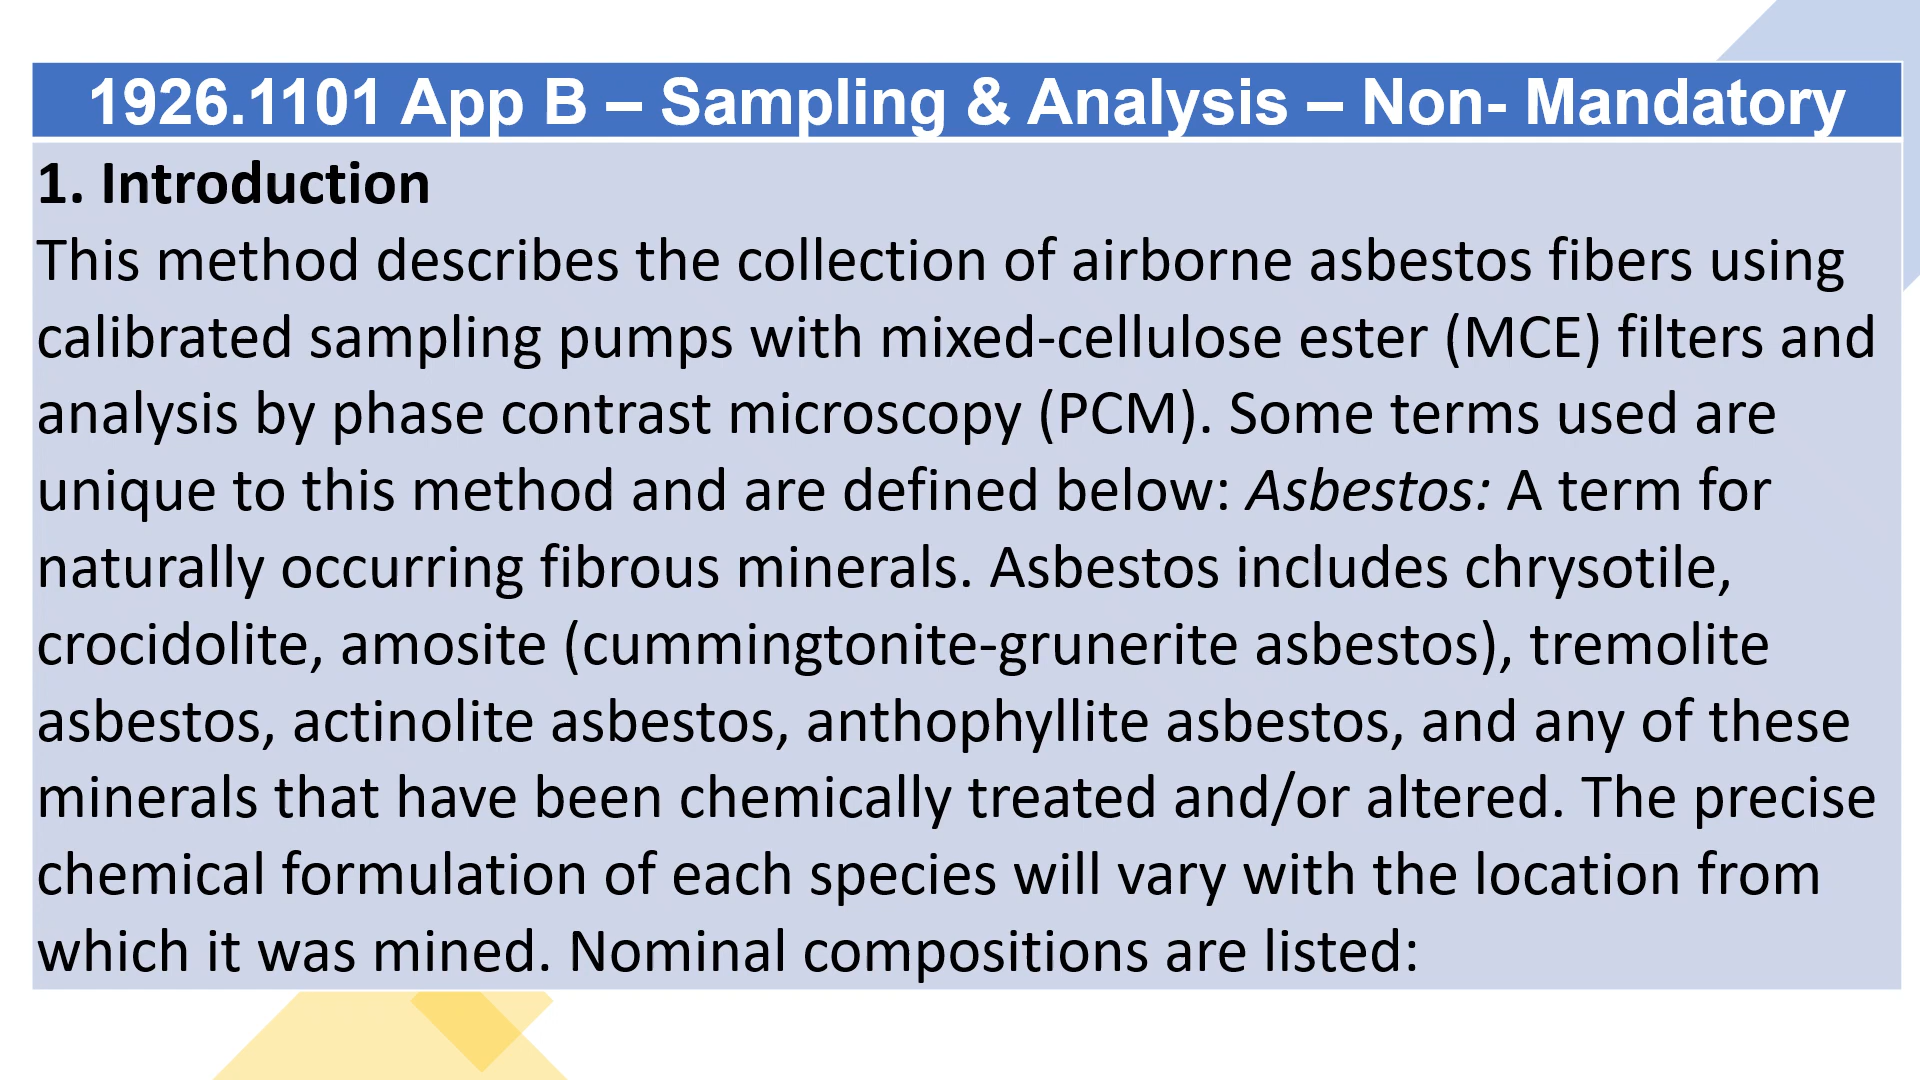 1926.1101 App B – Sampling & Analysis – Non- Mandatory
1. Introduction
This method describes the collection of airborne asbestos fibers using
calibrated sampling pumps with mixed-cellulose ester (MCE) filters and
analysis by phase contrast microscopy (PCM). Some terms used are
unique to this method and are defined below: Asbestos: A term for
naturally occurring fibrous minerals. Asbestos includes chrysotile,
crocidolite, amosite (cummingtonite-grunerite asbestos), tremolite
asbestos, actinolite asbestos, anthophyllite asbestos, and any of these
minerals that have been chemically treated and/or altered. The precise
chemical formulation of each species will vary with the location from
which it was mined. Nominal compositions are listed: